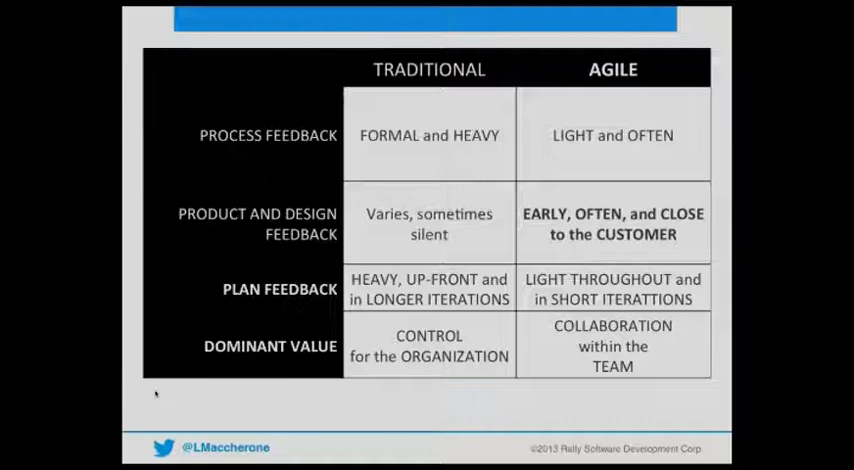 TRADITIONAL AGILE
PROCESS FEEDBACK FORMAL and HEAVY LIGHT and OFTEN
PRODUCT AND DESIGN
FEEDBACK
Varies, sometimes
silent
EARLY, OFTEN, and CLOSE
to the CUSTOMER
PLAN FEEDBACK
HEAVY, UP-FRONT and
in LONGER ITERATIONS
LIGHT THROUGHOUT and
in SHORT ITERATTIONS
DOMINANT VALUE
CONTROL
for the ORGANIZATION
COLLABORATION
within the
TEAM
@LMaccherone
©2013 Rally Software Development Corp